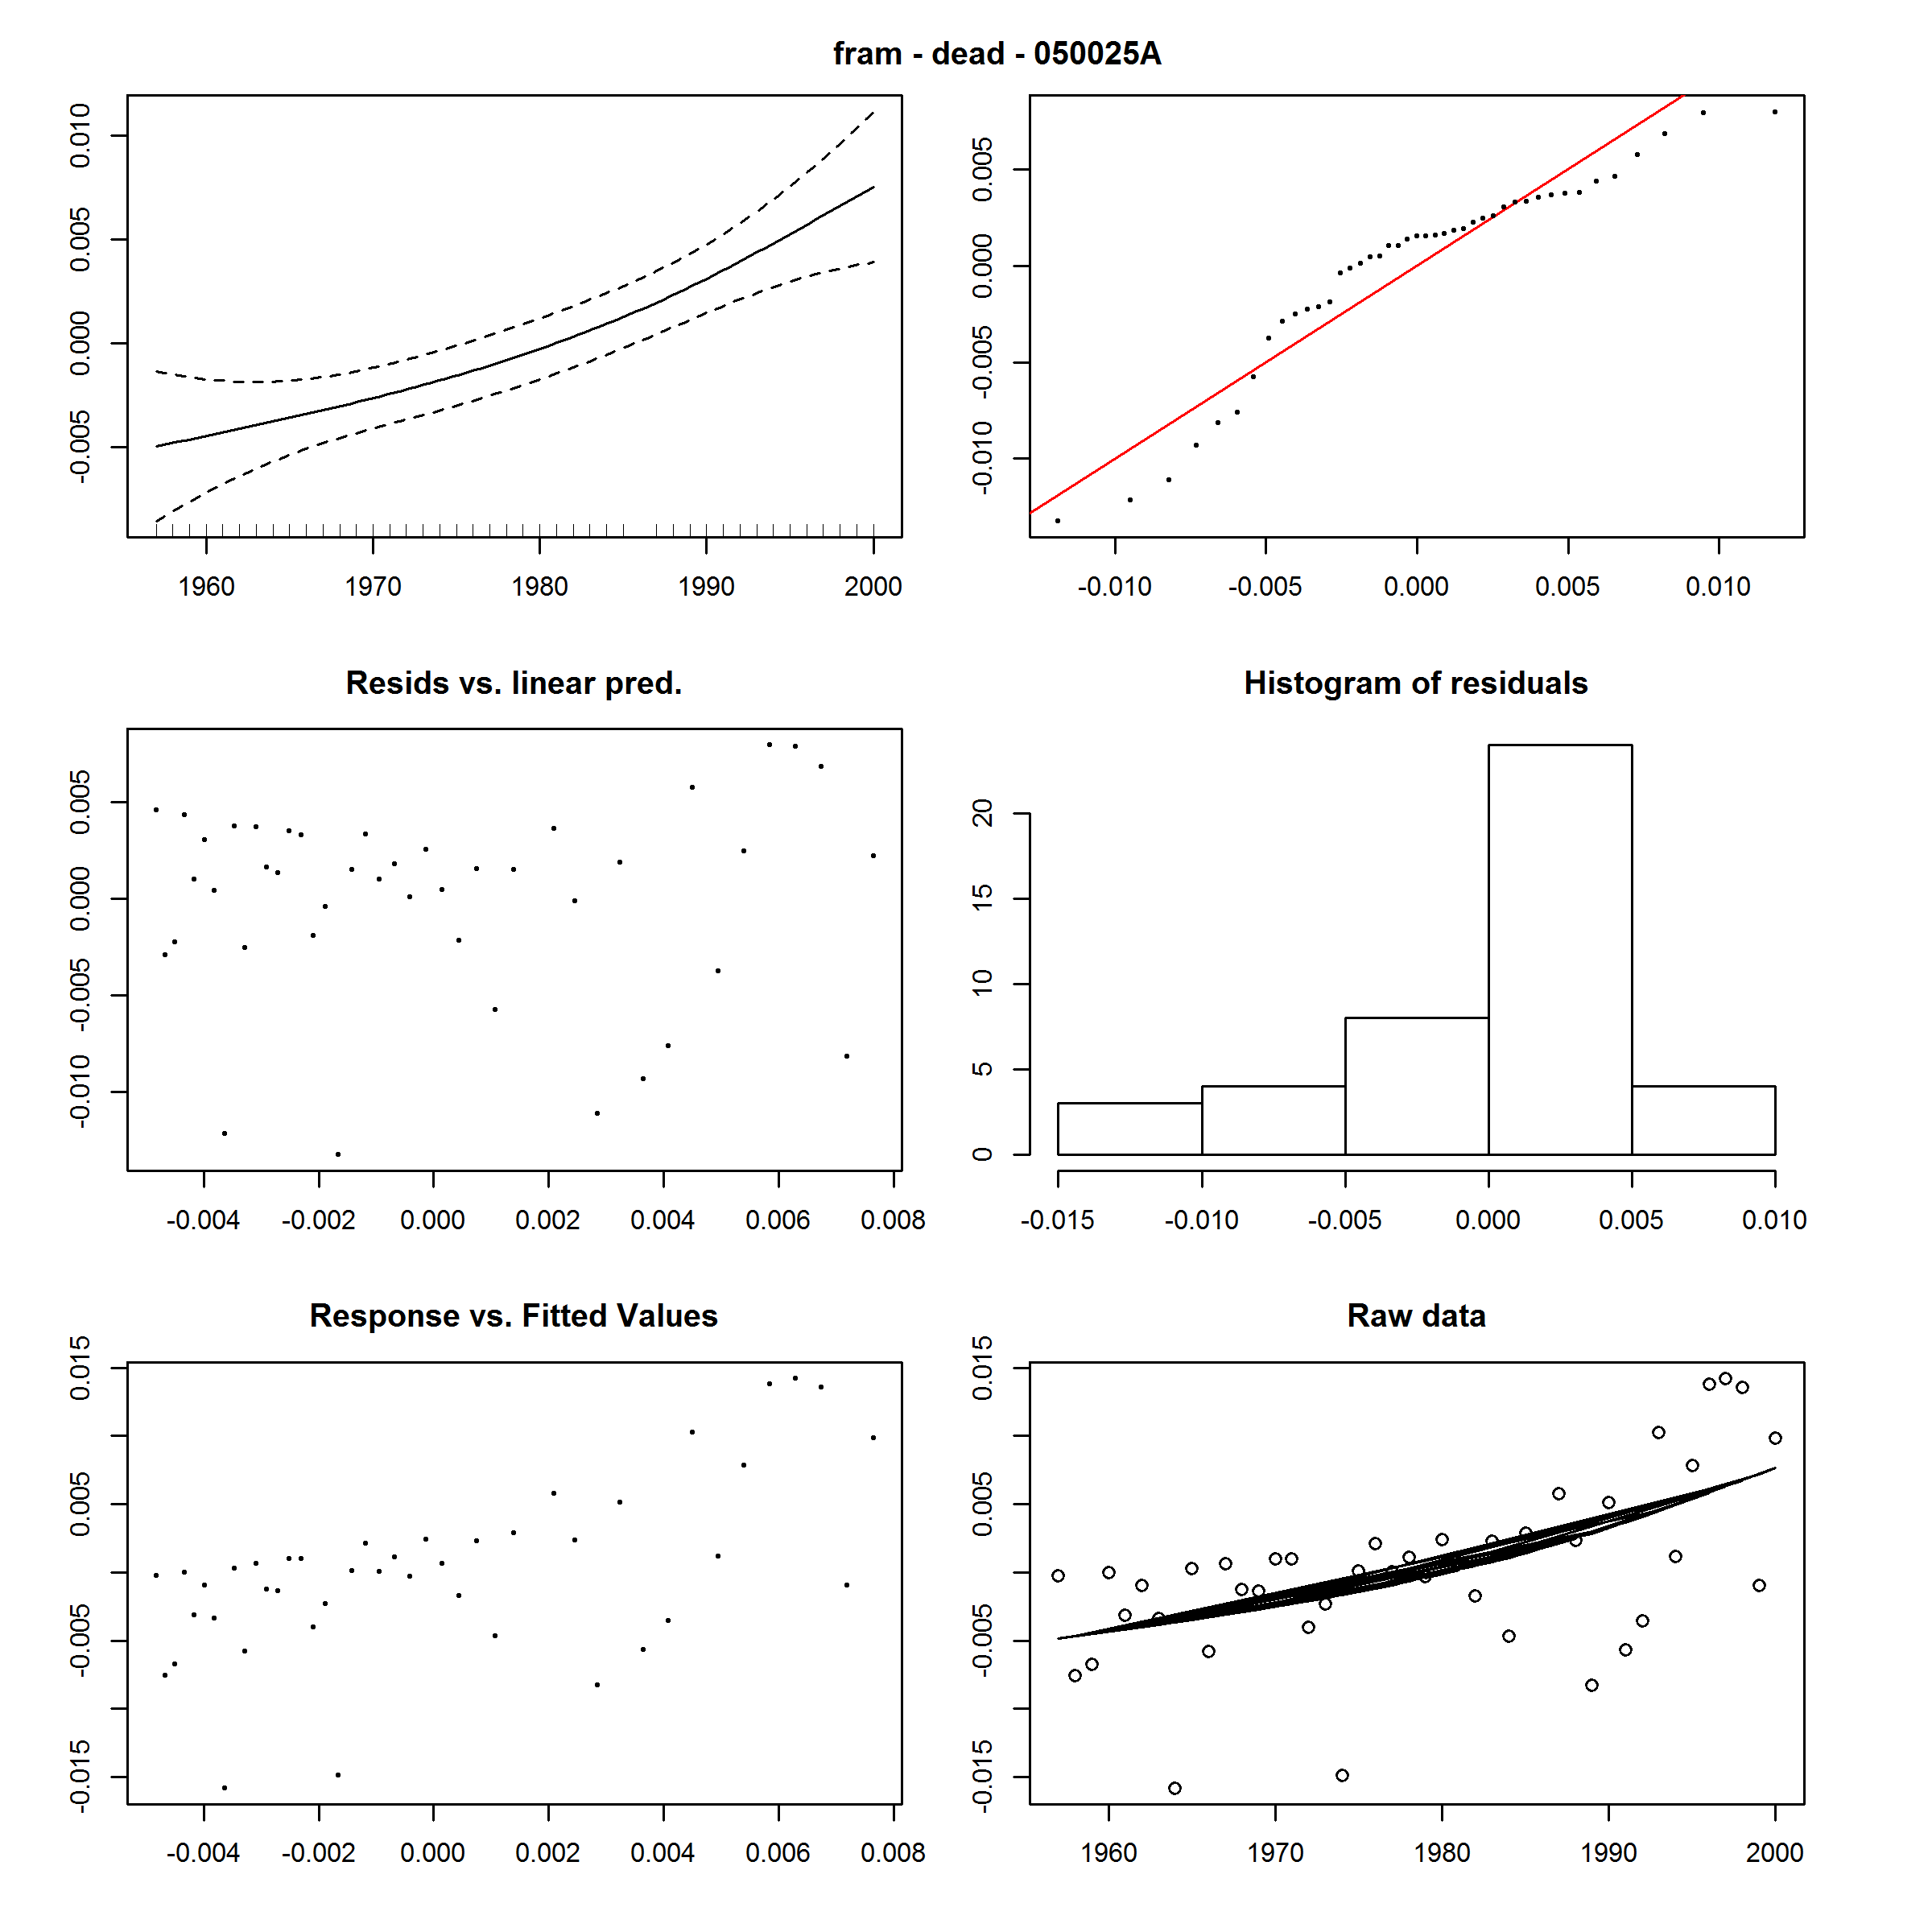 fram - dead - 050025A
0.010
0.005
0.000
-0.005
1960 1970 1980 1990 2000
0.005
0.000
-0.005
-0.010
-0.010 -0.005 0.000 0.005 0.010
Resids vs. linear pred.
0.005
0.000
-0.005
-0.010
-0.004 -0.002 0.000 0.002 0.004 0.006 0.008
Histogram of residuals
20
15
10
5
0
-0.015 -0.010 -0.005 0.000 0.005 0.010
Response vs. Fitted Values
0.015
0.005
-0.005
-0.015
-0.004 -0.002 0.000 0.002 0.004 0.006 0.008
Raw data
0.015
0.005
-0.005
-0.015
1960 1970 1980 1990 2000